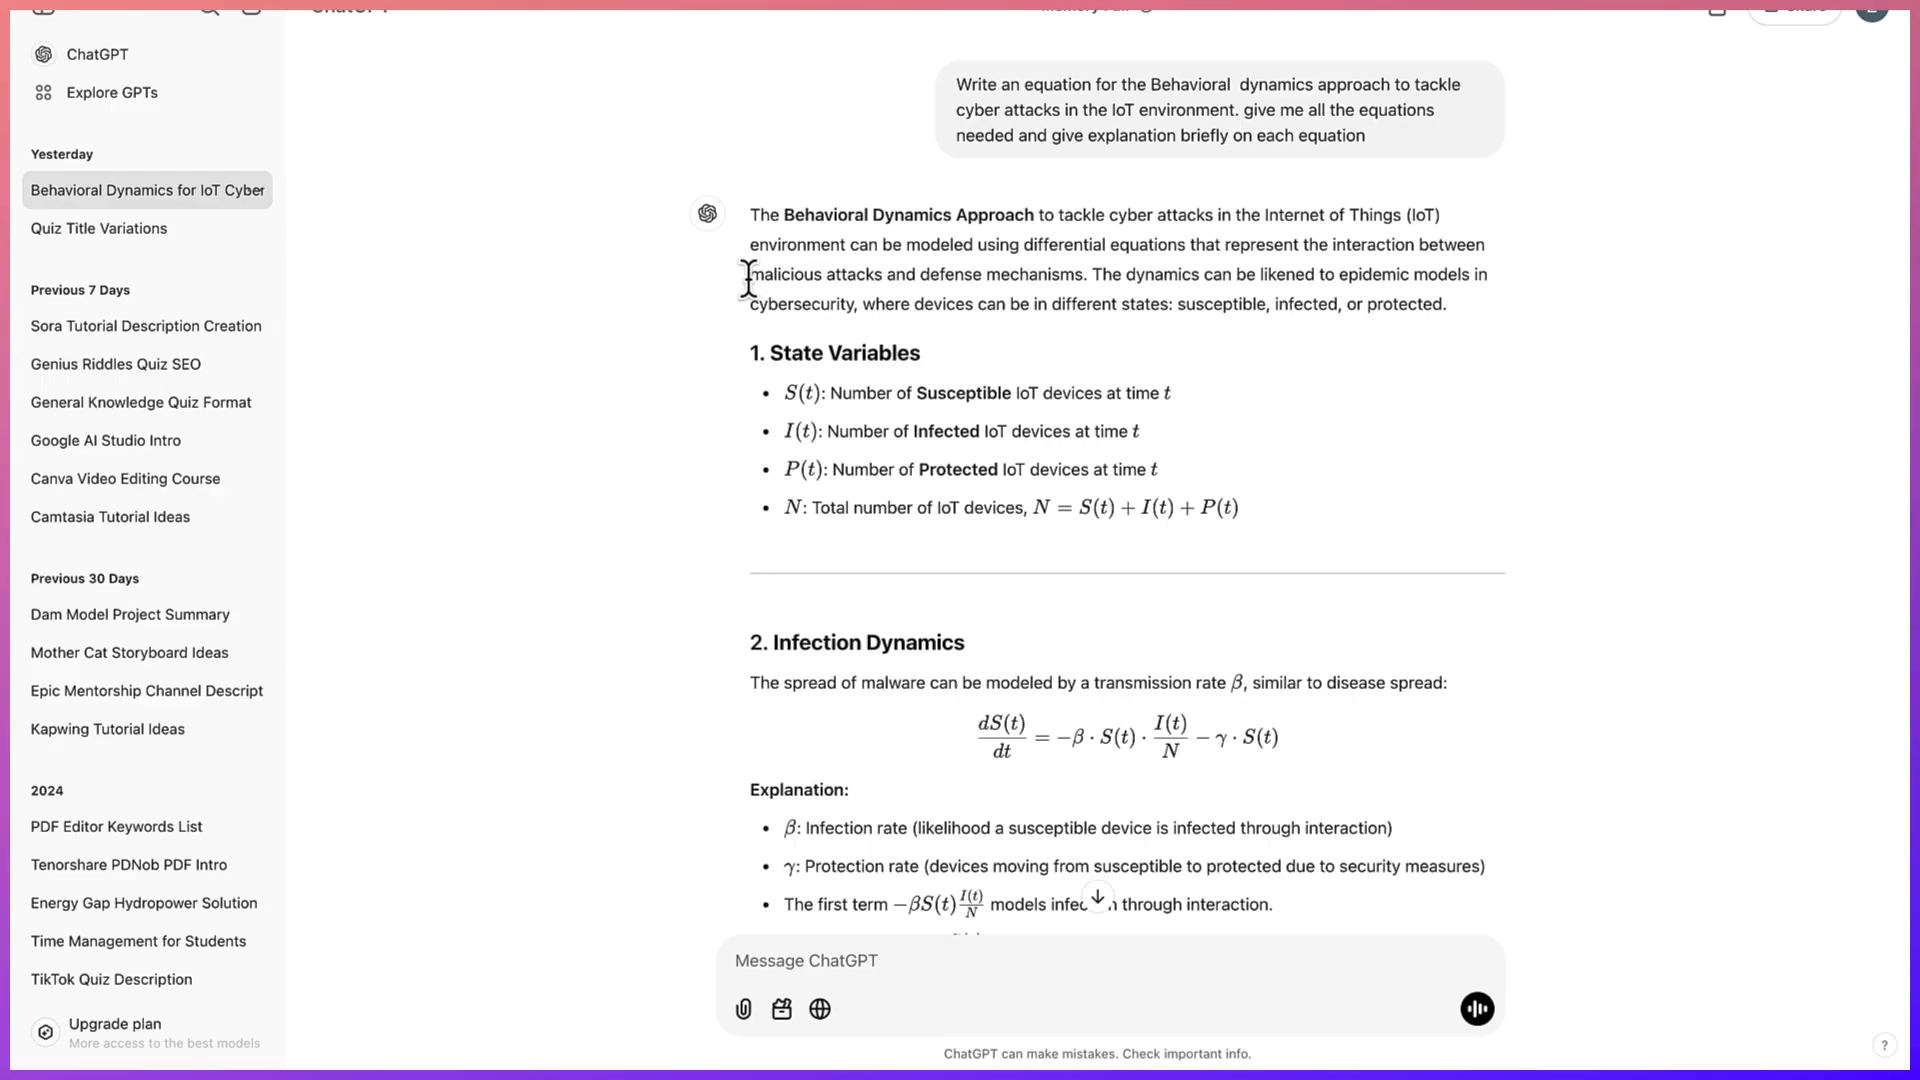 ChatGPT
Explore GPTs
Yesterday
Behavioral Dynamics for IoT Cyber
Quiz Title Variations
Previous 7 Days
Sora Tutorial Description Creation
Genius Riddles Quiz SEO
General Knowledge Quiz Format
Google AI Studio Intro
Canva Video Editing Course
Camtasia Tutorial Ideas
Previous 30 Days
Dam Model Project Summary
Mother Cat Storyboard Ideas
Epic Mentorship Channel Descript
Kapwing Tutorial Ideas
2024
PDF Editor Keywords List
Tenorshare PDNob PDF Intro
Energy Gap Hydropower Solution
Time Management for Students
TikTok Quiz Description
Upgrade plan
More access to the best models
Write an equation for the Behavioral dynamics approach to tackle
cyber attacks in the IoT environment. give me all the equations
needed and give explanation briefly on each equation
The Behavioral Dynamics Approach to tackle cyber attacks in the Internet of Things (IoT)
environment can be modeled using differential equations that represent the interaction between
malicious attacks and defense mechanisms. The dynamics can be likened to epidemic models in
cybersecurity, where devices can be in different states: susceptible, infected, or protected.
1. State Variables
• S(t): Number of Susceptible IoT devices at time t
• I(t): Number of Infected IoT devices at time t
• P(t): Number of Protected IoT devices at time t
• N: Total number of IoT devices, N = S(t) + I(t) + P(t)
2. Infection Dynamics
The spread of malware can be modeled by a transmission rate β, similar to disease spread:
dS(t)/dt = −β · S(t) · I(t)/N − γ · S(t)
Explanation:
• β: Infection rate (likelihood a susceptible device is infected through interaction)
• γ: Protection rate (devices moving from susceptible to protected due to security measures)
• The first term −βS(t) I(t)/N models through interaction.
Message ChatGPT
ChatGPT can make mistakes. Check important info.
?